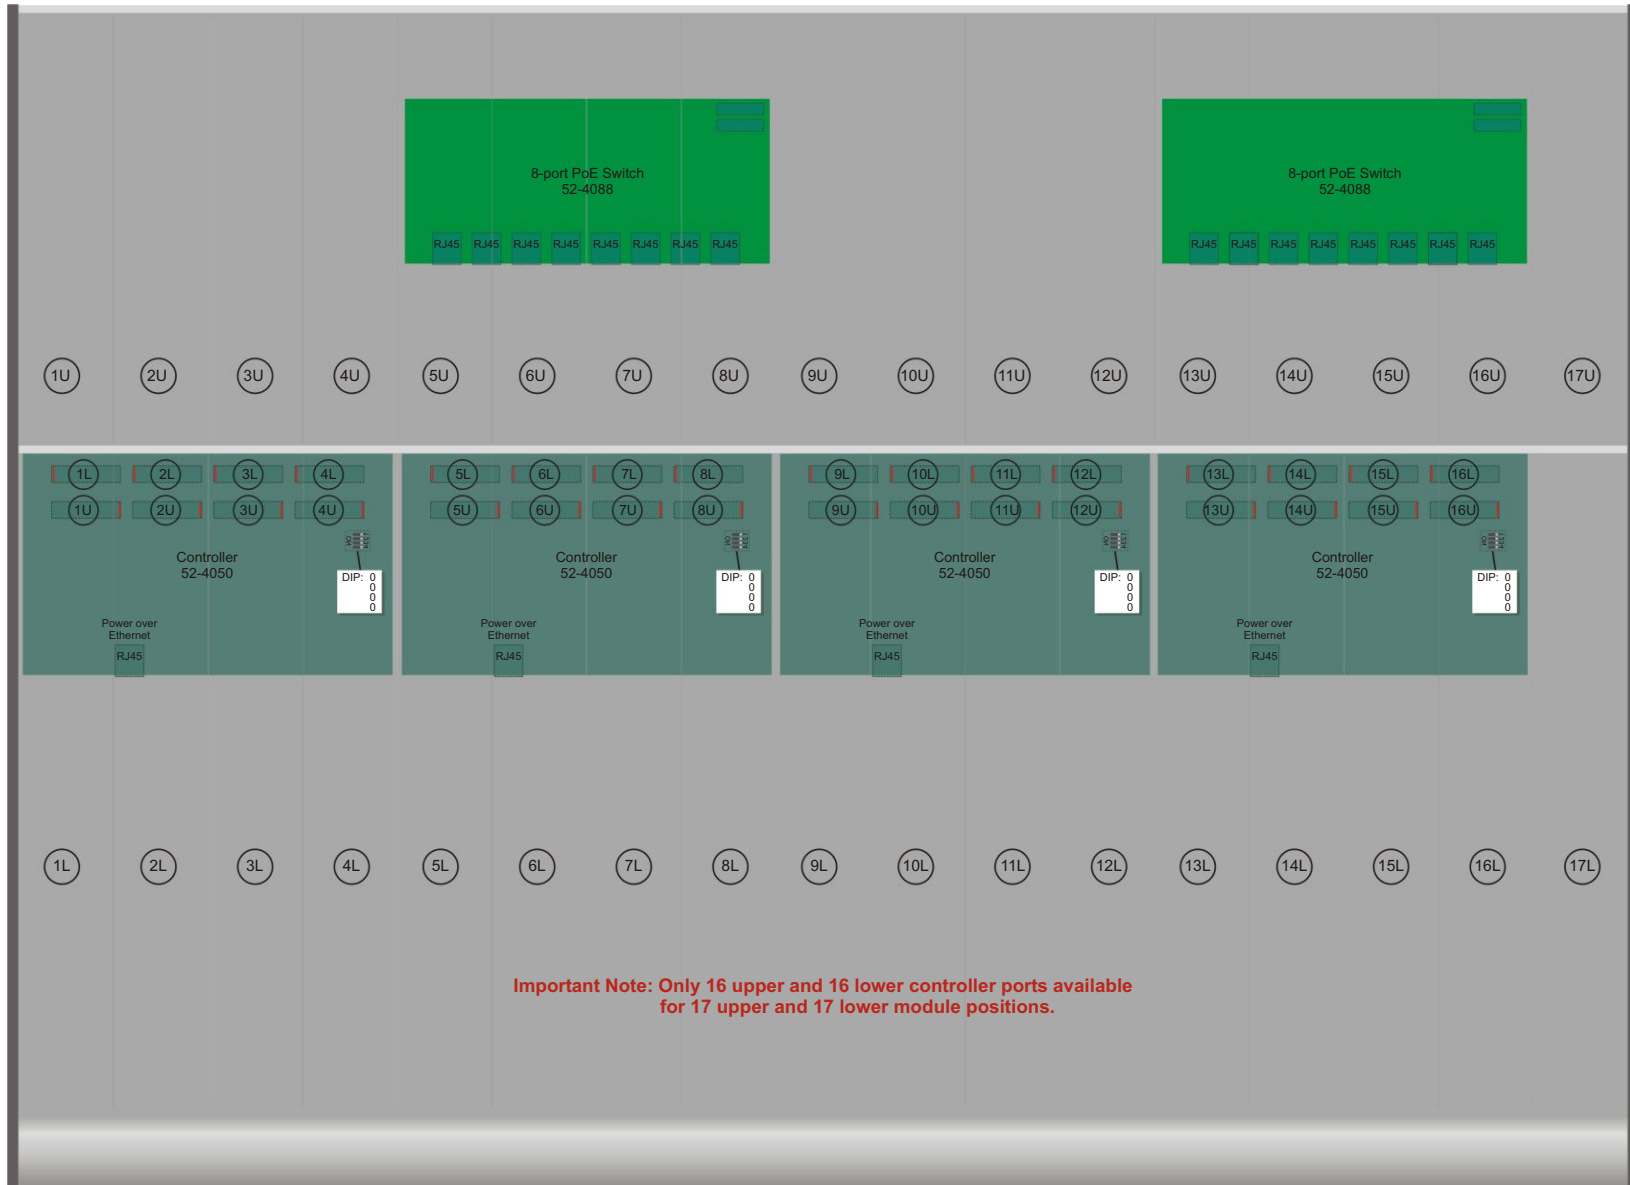 8-port PoE Switch
52-4088
RJ45 RJ45 RJ45 RJ45 RJ45 RJ45 RJ45 RJ45
8-port PoE Switch
52-4088
RJ45 RJ45 RJ45 RJ45 RJ45 RJ45 RJ45 RJ45
1U 2U 3U 4U 5U 6U 7U 8U 9U 10U 11U 12U 13U 14U 15U 16U 17U
1L 2L 3L 4L
1U 2U 3U 4U
Controller
52-4050
DIP: 0
0
0
0
Power over
Ethernet
RJ45
5L 6L 7L 8L
5U 6U 7U 8U
Controller
52-4050
DIP: 0
0
0
0
Power over
Ethernet
RJ45
9L 10L 11L 12L
9U 10U 11U 12U
Controller
52-4050
DIP: 0
0
0
0
Power over
Ethernet
RJ45
13L 14L 15L 16L
13U 14U 15U 16U
Controller
52-4050
DIP: 0
0
0
0
Power over
Ethernet
RJ45
1L 2L 3L 4L 5L 6L 7L 8L 9L 10L 11L 12L 13L 14L 15L 16L 17L
Important Note: Only 16 upper and 16 lower controller ports available
for 17 upper and 17 lower module positions.